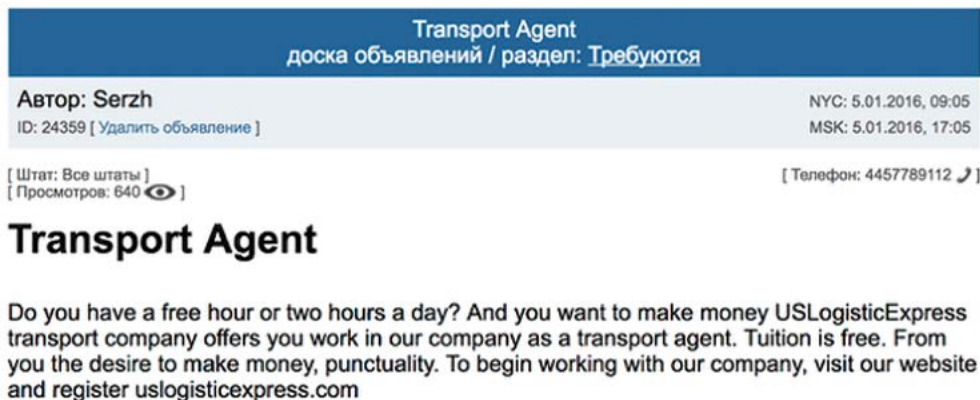 Transport Agent
доска объявлений / раздел: Требуются
Автор: Serzh
NYC: 5.01.2016, 09:05
ID: 24359 [ Удалить объявление ]
MSK: 5.01.2016, 17:05
[ Штат: Все штаты ]
[ Телефон: 4457789112 ]
[ Просмотров: 640 ]
Transport Agent
Do you have a free hour or two hours a day? And you want to make money USLogisticExpress
transport company offers you work in our company as a transport agent. Tuition is free. From
you the desire to make money, punctuality. To begin working with our company, visit our website
and register uslogisticexpress.com